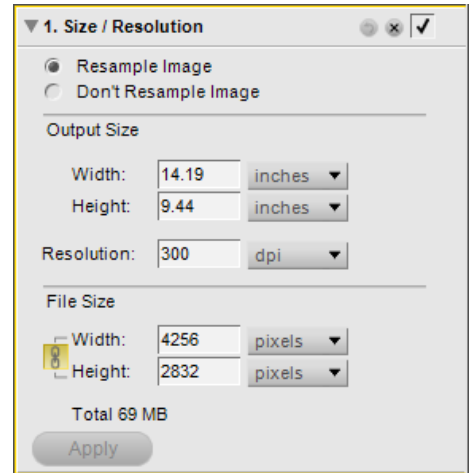 1. Size / Resolution
Resample Image
Don't Resample Image
Output Size
Width: 14.19 inches
Height: 9.44 inches
Resolution: 300 dpi
File Size
Width: 4256 pixels
Height: 2832 pixels
Total 69 MB
Apply